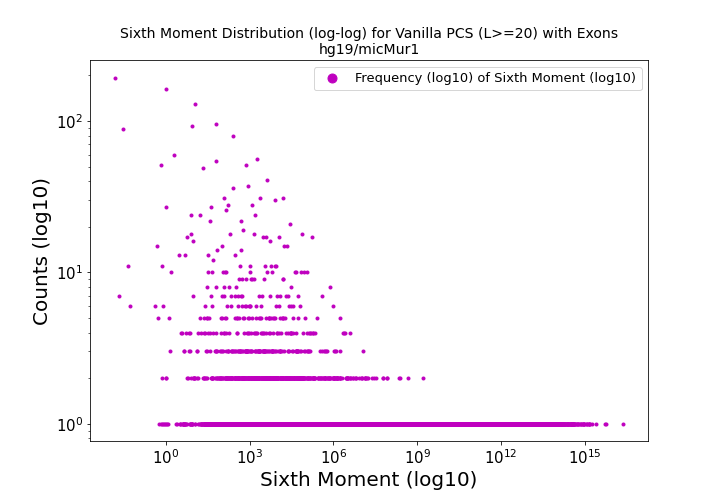 Sixth Moment Distribution (log-log) for Vanilla PCS (L>=20) with Exons
hg19/micMur1
Frequency (log10) of Sixth Moment (log10)
Counts (log10)
10²
10¹
10⁰
10⁰ 10³ 10⁶ 10⁹ 10¹² 10¹⁵
Sixth Moment (log10)